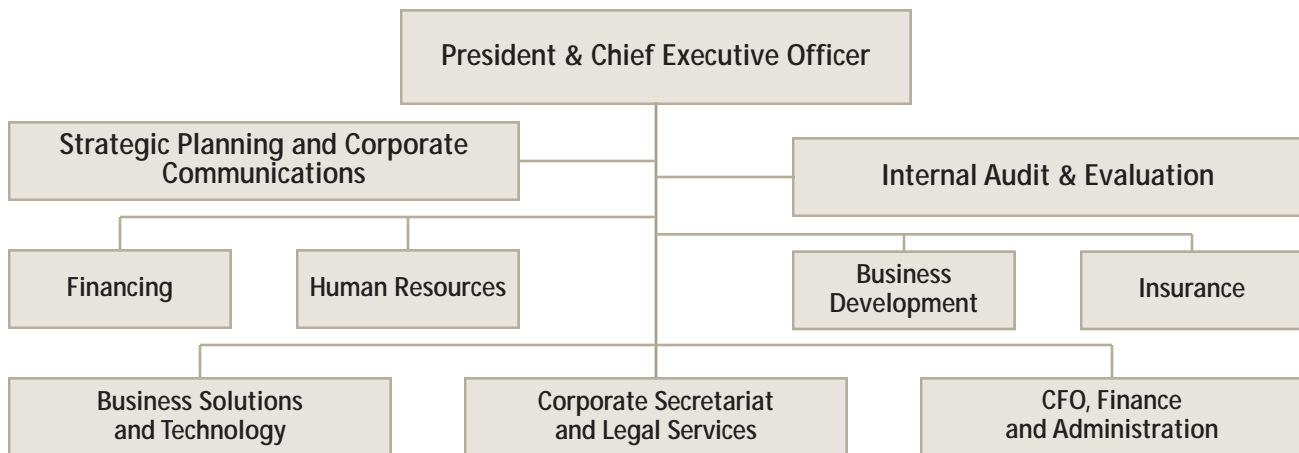 President & Chief Executive Officer
Strategic Planning and Corporate
Communications
Internal Audit & Evaluation
Financing
Human Resources
Business
Development
Insurance
Business Solutions
and Technology
Corporate Secretariat
and Legal Services
CFO, Finance
and Administration